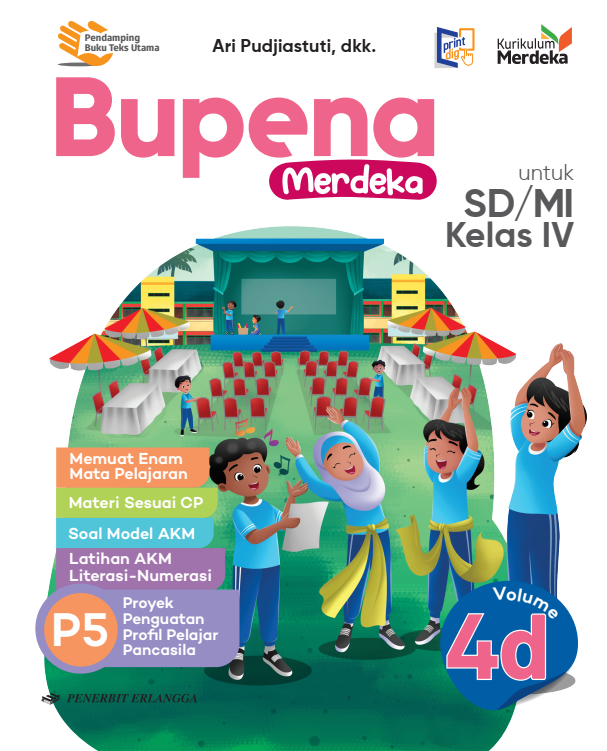 Pendamping
Buku Teks Utama
Ari Pudjiastuti, dkk.
print
dig
Kurikulum
Merdeka
Bupena
Merdeka
untuk
SD/MI
Kelas IV
Memuat Enam
Mata Pelajaran
Materi Sesuai CP
Soal Model AKM
Latihan AKM
Literasi-Numerasi
P5
Proyek
Penguatan
Profil Pelajar
Pancasila
Volume
4d
PENERBIT ERLANGGA